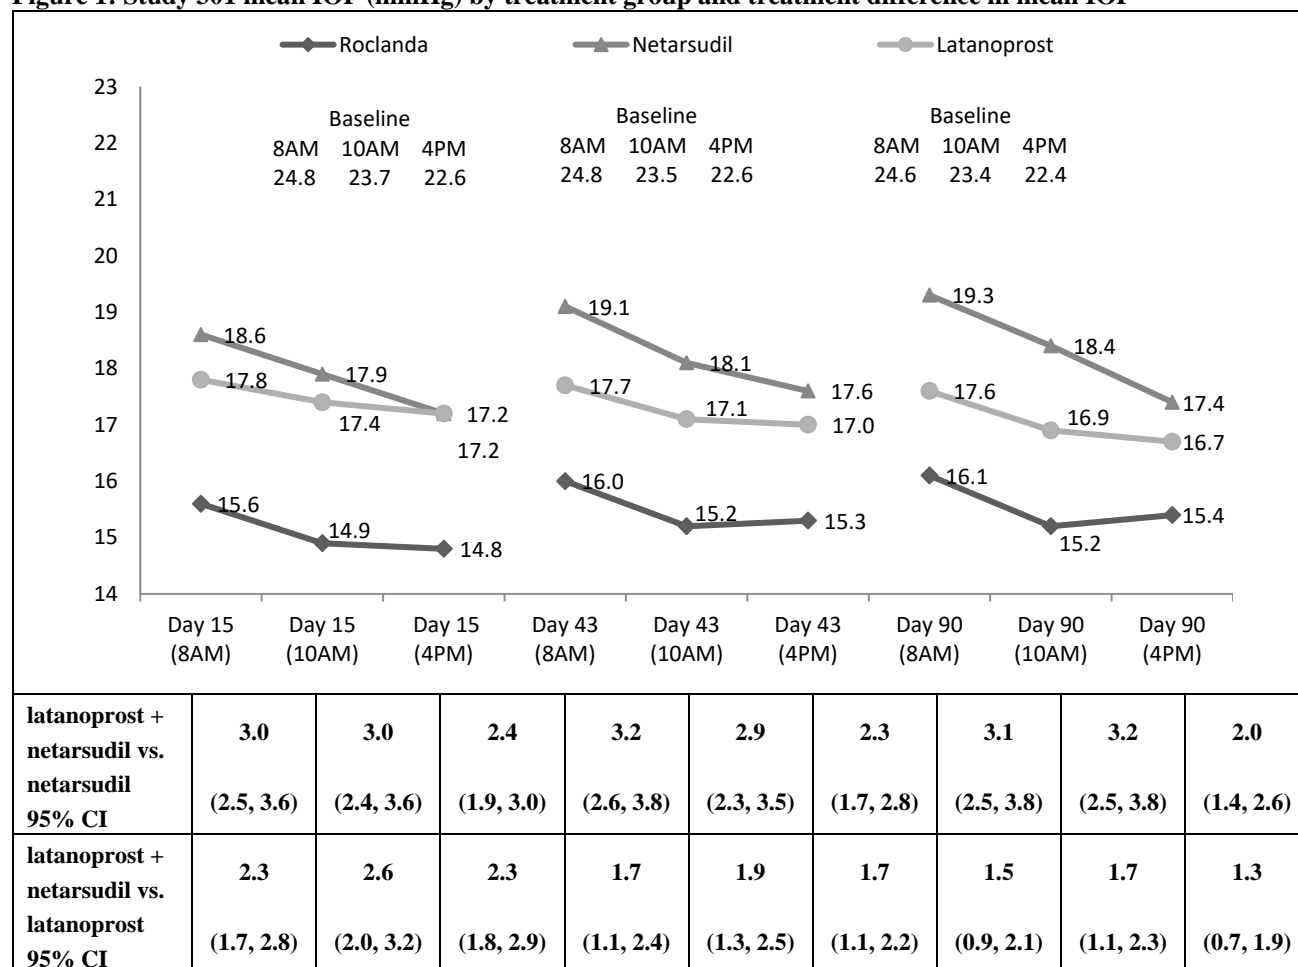 Figure 1: Study 301 mean IOP (mmHg) by treatment group and treatment difference in mean IOP
Roclanda Netarsudil Latanoprost
23
22
21
20
19
18
17
16
15
14
Baseline
8AM 10AM 4PM
24.8 23.7 22.6
Baseline
8AM 10AM 4PM
24.8 23.5 22.6
Baseline
8AM 10AM 4PM
24.6 23.4 22.4
18.6 17.9 17.2
17.8 17.4 17.2
15.6 14.9 14.8
19.1 18.1 17.6
17.7 17.1 17.0
16.0 15.2 15.3
19.3 18.4 17.4
17.6 16.9 16.7
16.1 15.2 15.4
Day 15 Day 15 Day 15 Day 43 Day 43 Day 43 Day 90 Day 90 Day 90
(8AM) (10AM) (4PM) (8AM) (10AM) (4PM) (8AM) (10AM) (4PM)
latanoprost +
netarsudil vs.
netarsudil
95% CI
3.0 3.0 2.4 3.2 2.9 2.3 3.1 3.2 2.0
(2.5, 3.6) (2.4, 3.6) (1.9, 3.0) (2.6, 3.8) (2.3, 3.5) (1.7, 2.8) (2.5, 3.8) (2.5, 3.8) (1.4, 2.6)
latanoprost +
netarsudil vs.
latanoprost
95% CI
2.3 2.6 2.3 1.7 1.9 1.7 1.5 1.7 1.3
(1.7, 2.8) (2.0, 3.2) (1.8, 2.9) (1.1, 2.4) (1.3, 2.5) (1.1, 2.2) (0.9, 2.1) (1.1, 2.3) (0.7, 1.9)